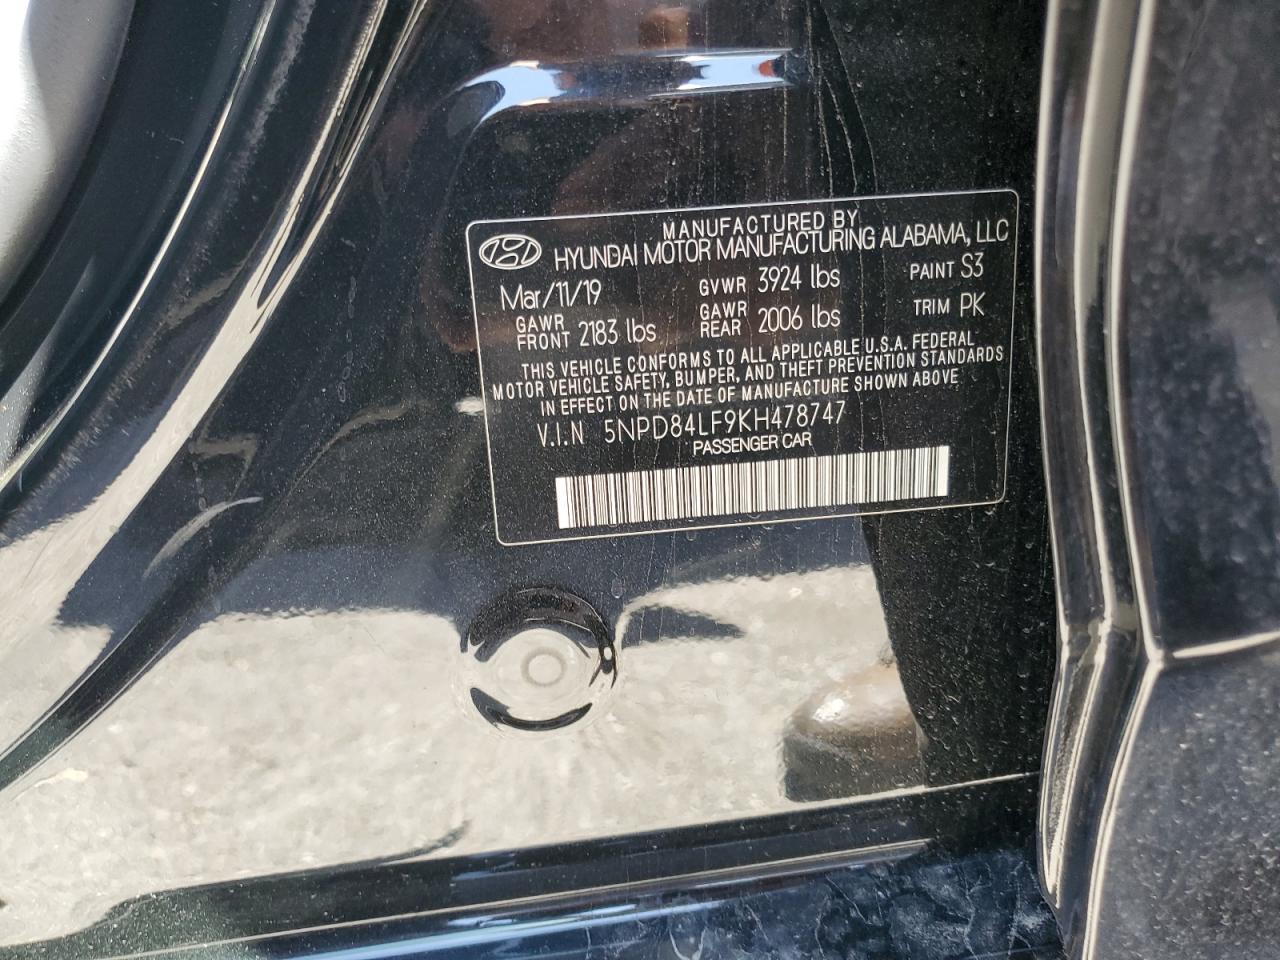 MANUFACTURED BY
HYUNDAI MOTOR MANUFACTURING ALABAMA, LLC
Mar/11/19 GVWR 3924 lbs PAINT S3
GAWR FRONT 2183 lbs GAWR REAR 2006 lbs TRIM PK
THIS VEHICLE CONFORMS TO ALL APPLICABLE U.S.A. FEDERAL
MOTOR VEHICLE SAFETY, BUMPER, AND THEFT PREVENTION STANDARDS
IN EFFECT ON THE DATE OF MANUFACTURE SHOWN ABOVE
V.I.N 5NPD84LF9KH478747
PASSENGER CAR